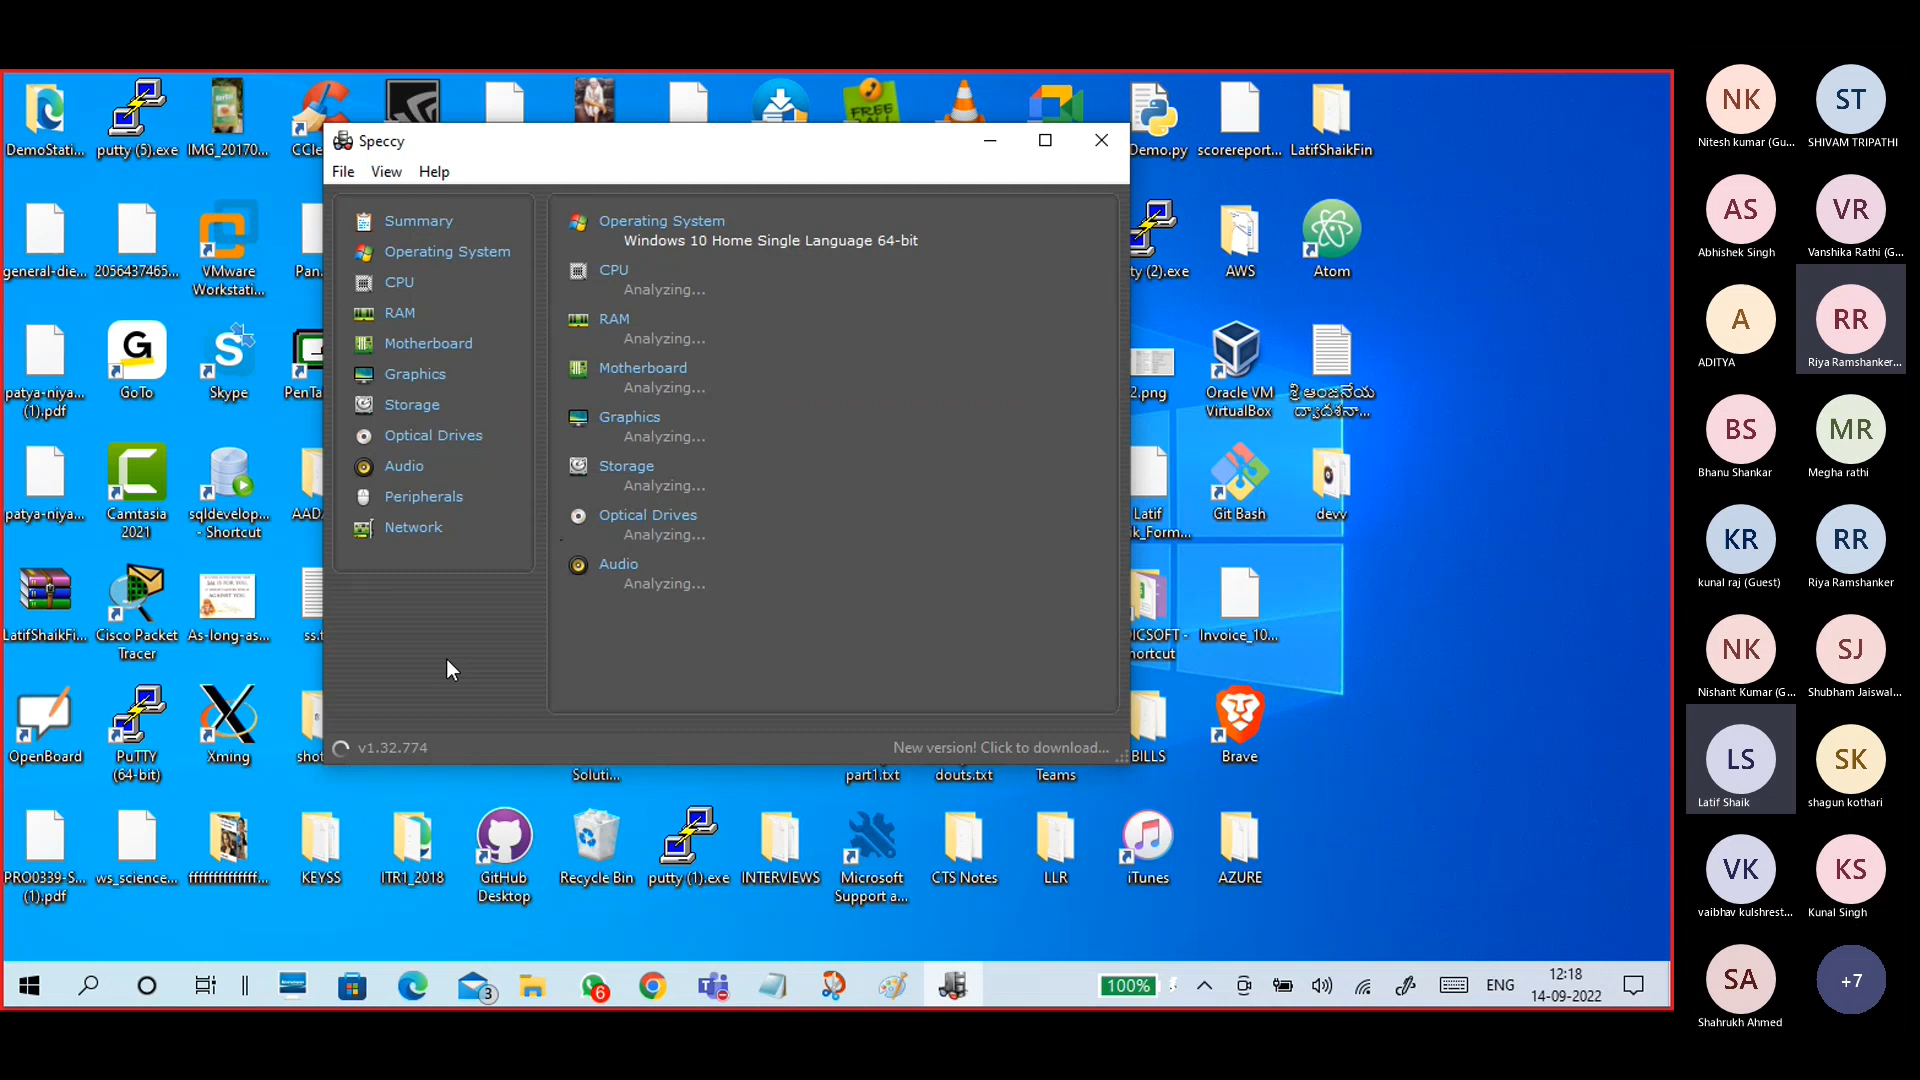 DemoStati...
putty (5).exe
IMG_20170...
CCle
FREE
Demo.py
scorereport...
LatifShaikFin
Speccy
File View Help
Summary
Operating System
CPU
RAM
Motherboard
Graphics
Storage
Optical Drives
Audio
Peripherals
Network
Operating System
Windows 10 Home Single Language 64-bit
CPU
Analyzing...
RAM
Analyzing...
Motherboard
Analyzing...
Graphics
Analyzing...
Storage
Analyzing...
Optical Drives
Analyzing...
Audio
Analyzing...
v1.32.774
New version! Click to download...
general-die...
2056437465...
VMware
Workstati...
Pan.
ty (2).exe
AWS
Atom
patya-niya...
(1).pdf
GoTo
Skype
PenTa
2.png
Oracle VM
VirtualBox
శ్రీ ఆంజనేయ
ద్వాదశనా...
patya-niya...
Camtasia
2021
sqldevelop...
- Shortcut
AADA
Latif
ik_Form...
Git Bash
devv
LatifShaikFi...
Cisco Packet
Tracer
As-long-as...
ss.t
ICSOFT -
ortcut
Invoice_10...
OpenBoard
PuTTY
(64-bit)
Xming
shot
Soluti...
part1.txt
douts.txt
Teams
BILLS
Brave
PRO0339-S...
(1).pdf
ws_science...
ffffffffffffff...
KEYSS
ITR1_2018
GitHub
Desktop
Recycle Bin
putty (1).exe
INTERVIEWS
Microsoft
Support a...
CTS Notes
LLR
iTunes
AZURE
3
6
100%
ENG
12:18
14-09-2022
NK
Nitesh kumar (Gu...
ST
SHIVAM TRIPATHI
AS
Abhishek Singh
VR
Vanshika Rathi (G...
A
ADITYA
RR
Riya Ramshanker...
BS
Bhanu Shankar
MR
Megha rathi
KR
kunal raj (Guest)
RR
Riya Ramshanker
NK
Nishant Kumar (G...
SJ
Shubham Jaiswal...
LS
Latif Shaik
SK
shagun kothari
VK
vaibhav kulshrest...
KS
Kunal Singh
SA
Shahrukh Ahmed
+7